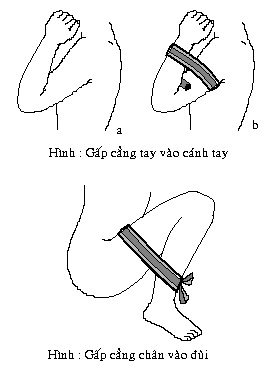 a b
Hình : Gấp cẳng tay vào cánh tay
Hình : Gấp cẳng chân vào đùi